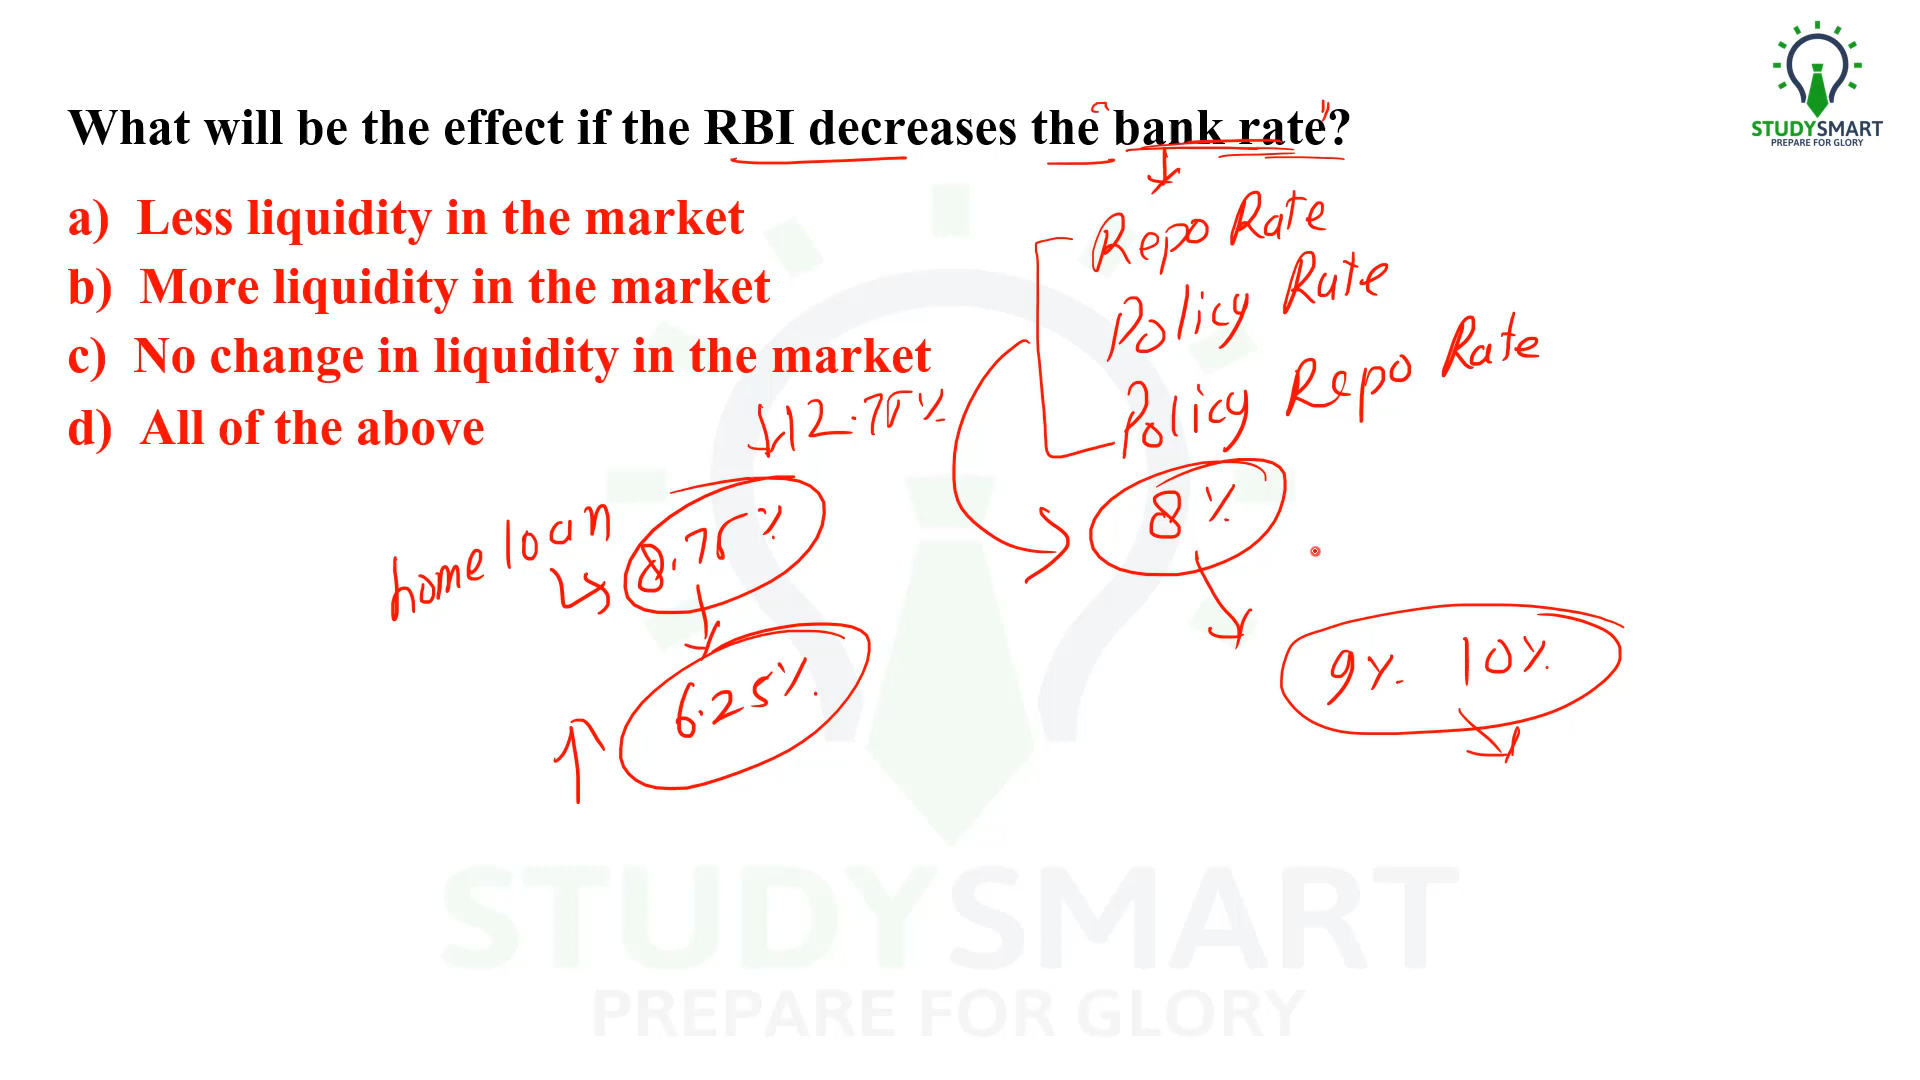 What will be the effect if the RBI decreases the " bank rate"?
STUDYSMART
PREPARE FOR GLORY
a) Less liquidity in the market
b) More liquidity in the market
c) No change in liquidity in the market
d) All of the above
Repo Rate
Policy Rate
Policy Repo Rate
12.75%
8%
home loan
8.75%
6.25%
9%. 10%.
STUDYSMART
PREPARE FOR GLORY